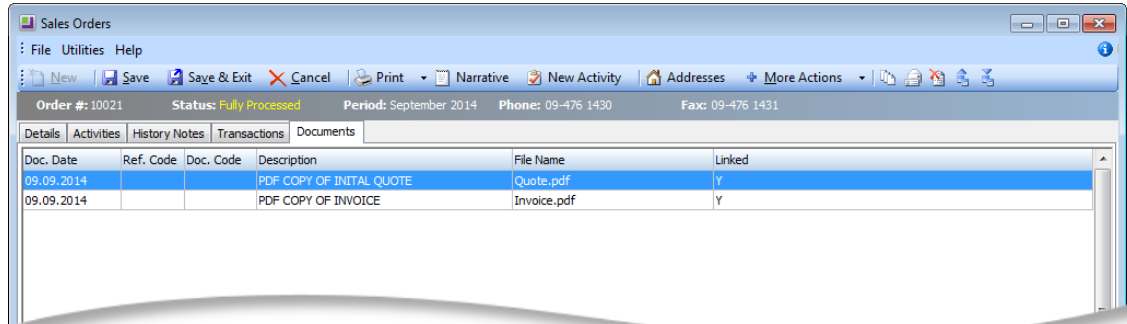 Sales Orders
File Utilities Help
New Save Save & Exit Cancel Print Narrative New Activity Addresses More Actions
Order #: 10021 Status: Fully Processed Period: September 2014 Phone: 09-476 1430 Fax: 09-476 1431
Details Activities History Notes Transactions Documents
Doc. Date Ref. Code Doc. Code Description File Name Linked
09.09.2014 PDF COPY OF INITAL QUOTE Quote.pdf Y
09.09.2014 PDF COPY OF INVOICE Invoice.pdf Y